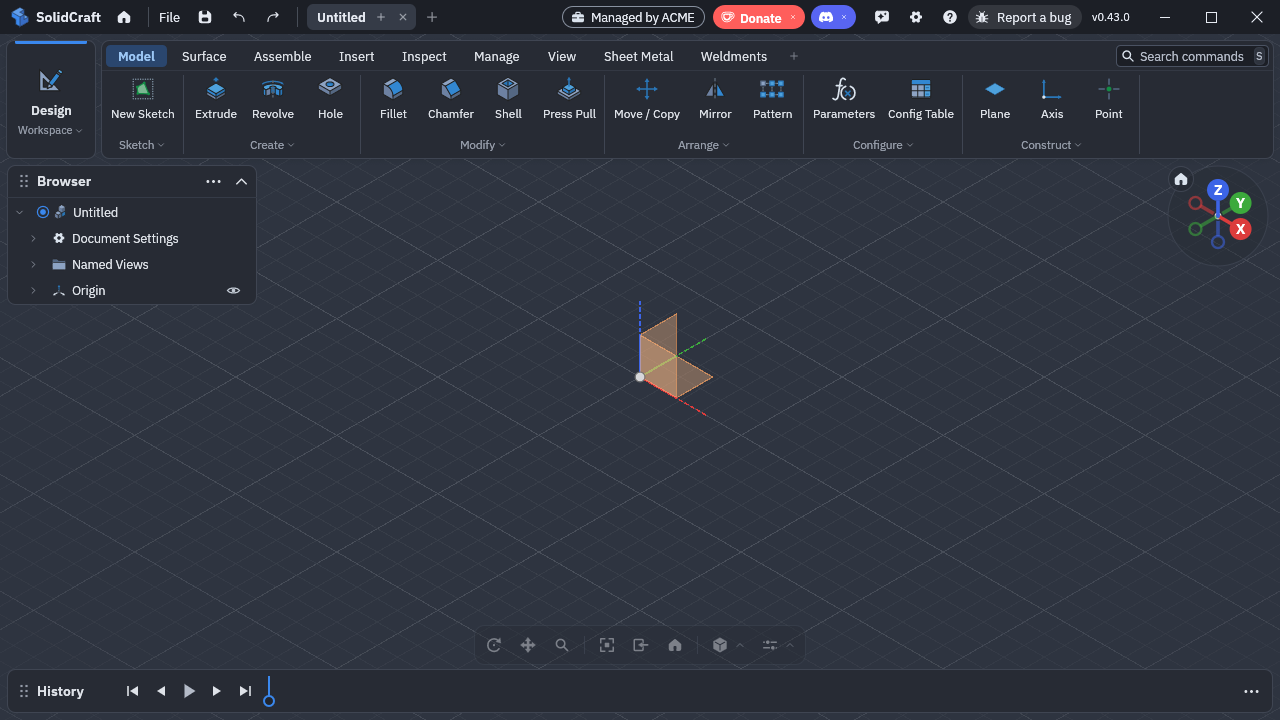 SolidCraft
File
Untitled
Managed by ACME
Donate
Report a bug
v0.43.0
Design
Workspace
Model
Surface
Assemble
Insert
Inspect
Manage
View
Sheet Metal
Weldments
Search commands
S
New Sketch
Extrude
Revolve
Hole
Fillet
Chamfer
Shell
Press Pull
Move / Copy
Mirror
Pattern
Parameters
Config Table
Plane
Axis
Point
Sketch
Create
Modify
Arrange
Configure
Construct
Browser
Untitled
Document Settings
Named Views
Origin
Z
Y
X
History